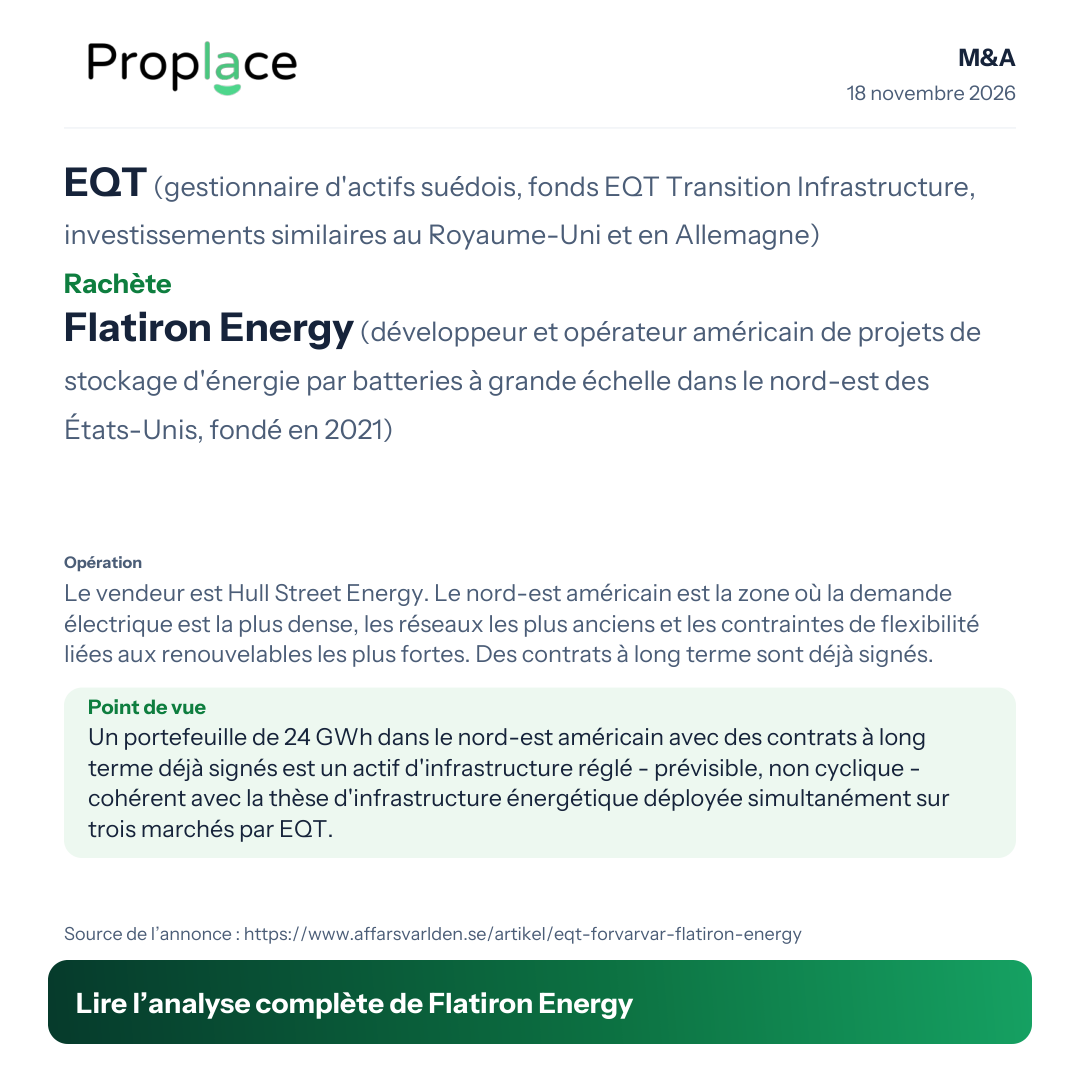 Proplace
M&A
18 novembre 2026
EQT (gestionnaire d'actifs suédois, fonds EQT Transition Infrastructure,
investissements similaires au Royaume-Uni et en Allemagne)
Rachète
Flatiron Energy (développeur et opérateur américain de projets de
stockage d'énergie par batteries à grande échelle dans le nord-est des
États-Unis, fondé en 2021)
Opération
Le vendeur est Hull Street Energy. Le nord-est américain est la zone où la demande
électrique est la plus dense, les réseaux les plus anciens et les contraintes de flexibilité
liées aux renouvelables les plus fortes. Des contrats à long terme sont déjà signés.
Point de vue
Un portefeuille de 24 GWh dans le nord-est américain avec des contrats à long
terme déjà signés est un actif d'infrastructure réglé - prévisible, non cyclique -
cohérent avec la thèse d'infrastructure énergétique déployée simultanément sur
trois marchés par EQT.
Source de l’annonce : https://www.affarsvarlden.se/artikel/eqt-forvarvar-flatiron-energy
Lire l’analyse complète de Flatiron Energy